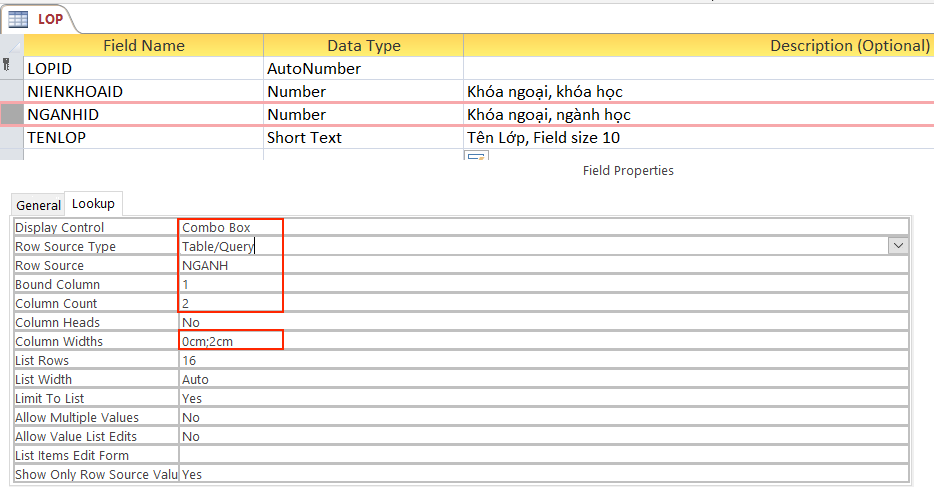 LOP
Field Name Data Type Description (Optional)
LOPID AutoNumber
NIENKHOAID Number Khóa ngoại, khóa học
NGANHID Number Khóa ngoại, ngành học
TENLOP Short Text Tên Lớp, Field size 10
Field Properties
General Lookup
Display Control Combo Box
Row Source Type Table/Query
Row Source NGANH
Bound Column 1
Column Count 2
Column Heads No
Column Widths 0cm;2cm
List Rows 16
List Width Auto
Limit To List Yes
Allow Multiple Values No
Allow Value List Edits No
List Items Edit Form
Show Only Row Source Valu Yes